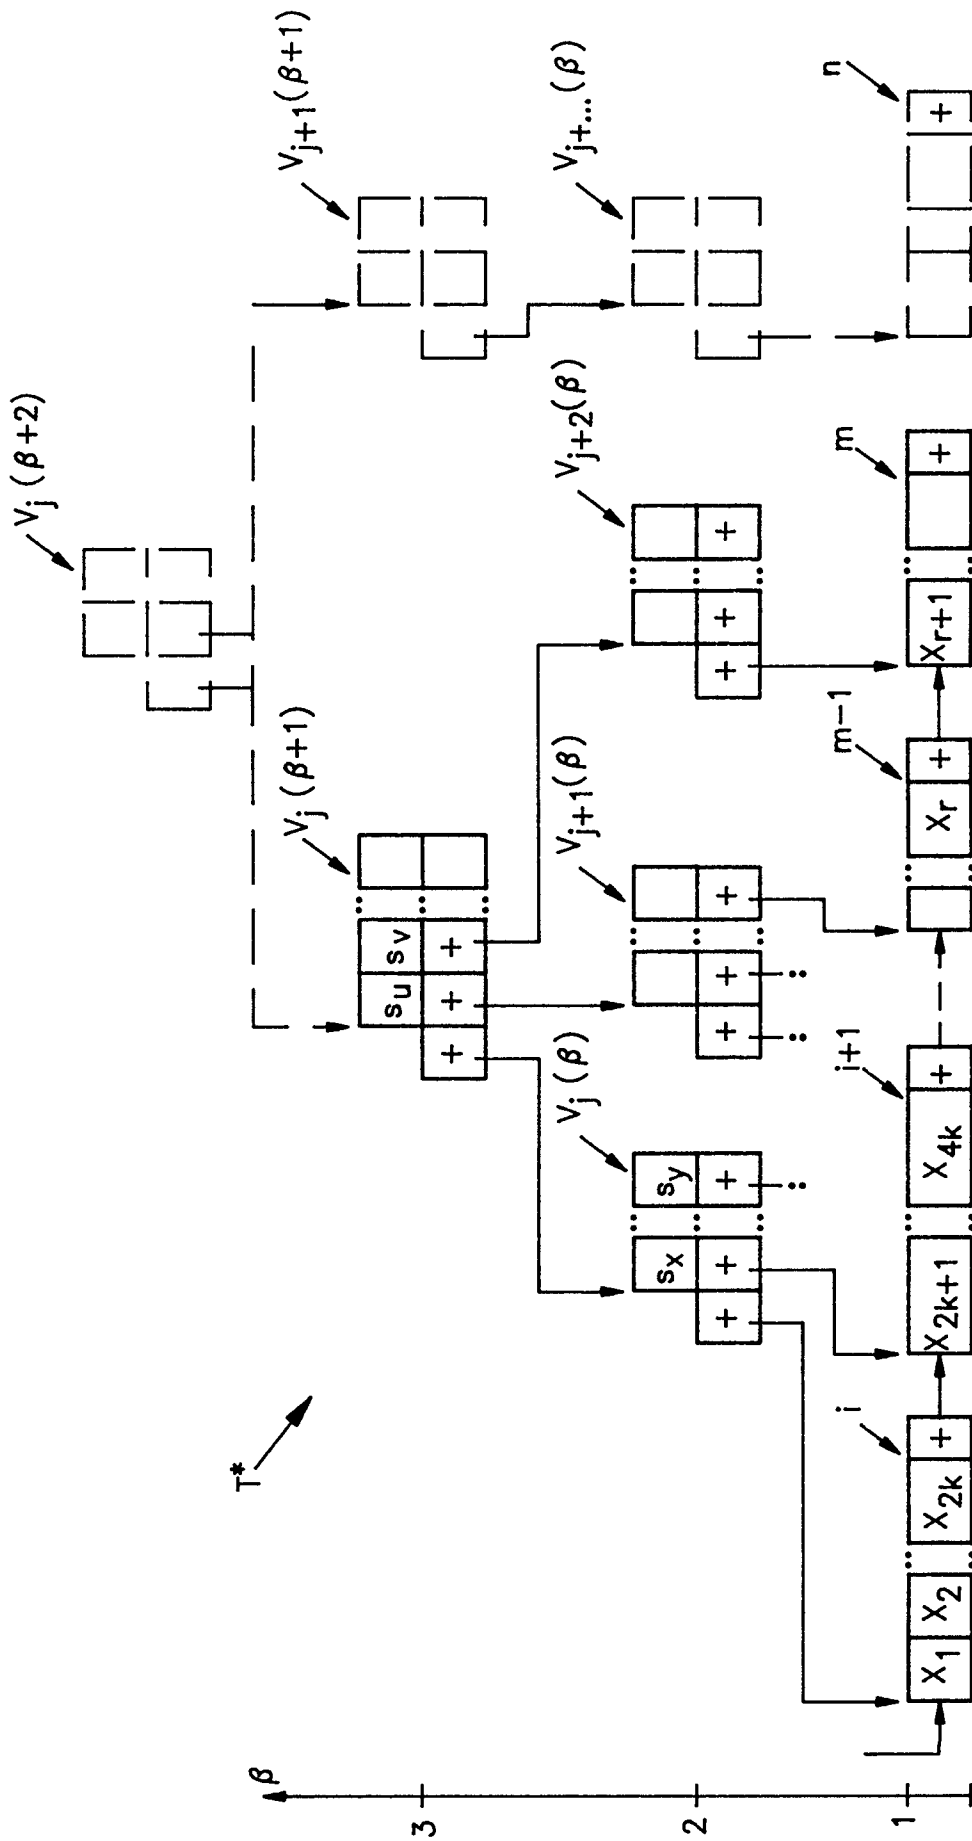 T*
β
3
2
1
V_j (β+2)
V_j (β+1)
V_{j+1}(β+1)
s_u s_v
+ + +
V_j (β)
V_{j+1}(β)
V_{j+2}(β)
V_{j+...}(β)
s_x s_y
+ + +
+ + +
+ + +
i
i+1
m-1
m
n
X_1 X_2 X_{2k} +
X_{2k+1} X_{4k} +
X_r +
X_{r+1} +
+